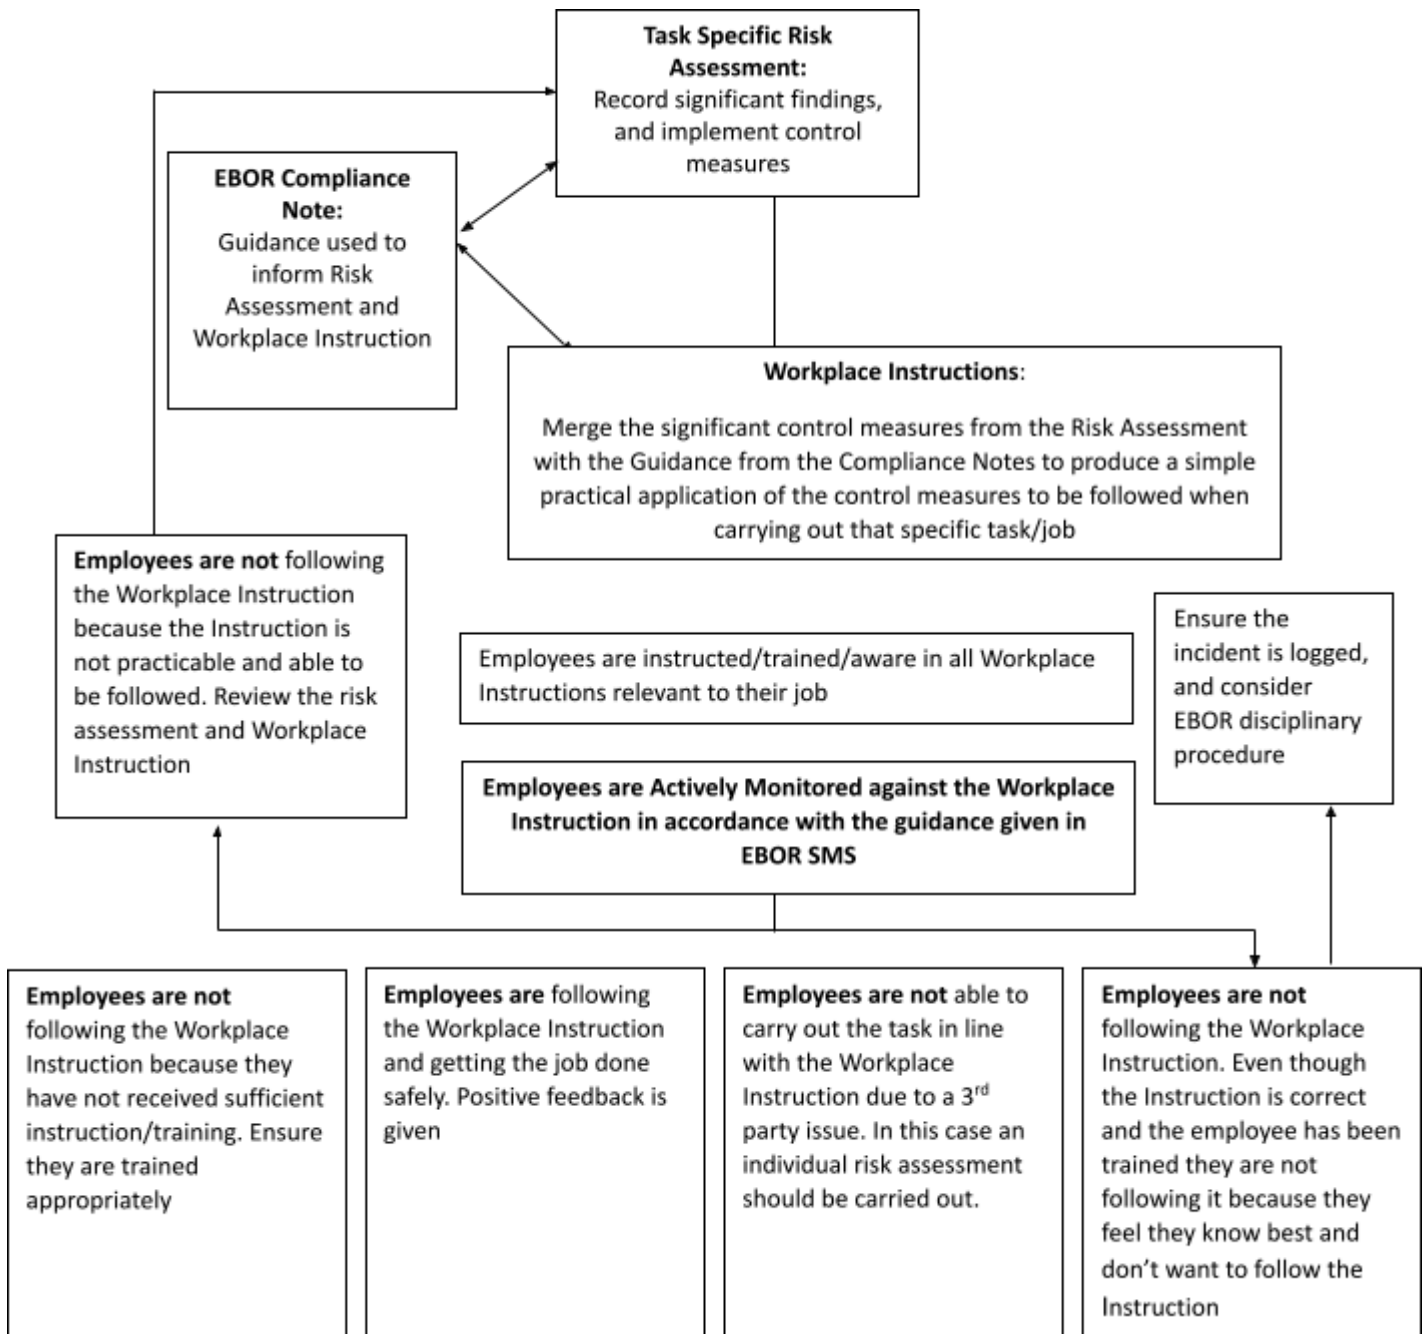 Task Specific Risk
Assessment:
Record significant findings,
and implement control
measures
EBOR Compliance
Note:
Guidance used to
inform Risk
Assessment and
Workplace Instruction
Workplace Instructions:
Merge the significant control measures from the Risk Assessment
with the Guidance from the Compliance Notes to produce a simple
practical application of the control measures to be followed when
carrying out that specific task/job
Employees are not following
the Workplace Instruction
because the Instruction is
not practicable and able to
be followed. Review the risk
assessment and Workplace
Instruction
Employees are instructed/trained/aware in all Workplace
Instructions relevant to their job
Ensure the
incident is logged,
and consider
EBOR disciplinary
procedure
Employees are Actively Monitored against the Workplace
Instruction in accordance with the guidance given in
EBOR SMS
Employees are not
following the Workplace
Instruction because they
have not received sufficient
instruction/training. Ensure
they are trained
appropriately
Employees are following
the Workplace Instruction
and getting the job done
safely. Positive feedback is
given
Employees are not able to
carry out the task in line
with the Workplace
Instruction due to a 3rd
party issue. In this case an
individual risk assessment
should be carried out.
Employees are not
following the Workplace
Instruction. Even though
the Instruction is correct
and the employee has been
trained they are not
following it because they
feel they know best and
don't want to follow the
Instruction